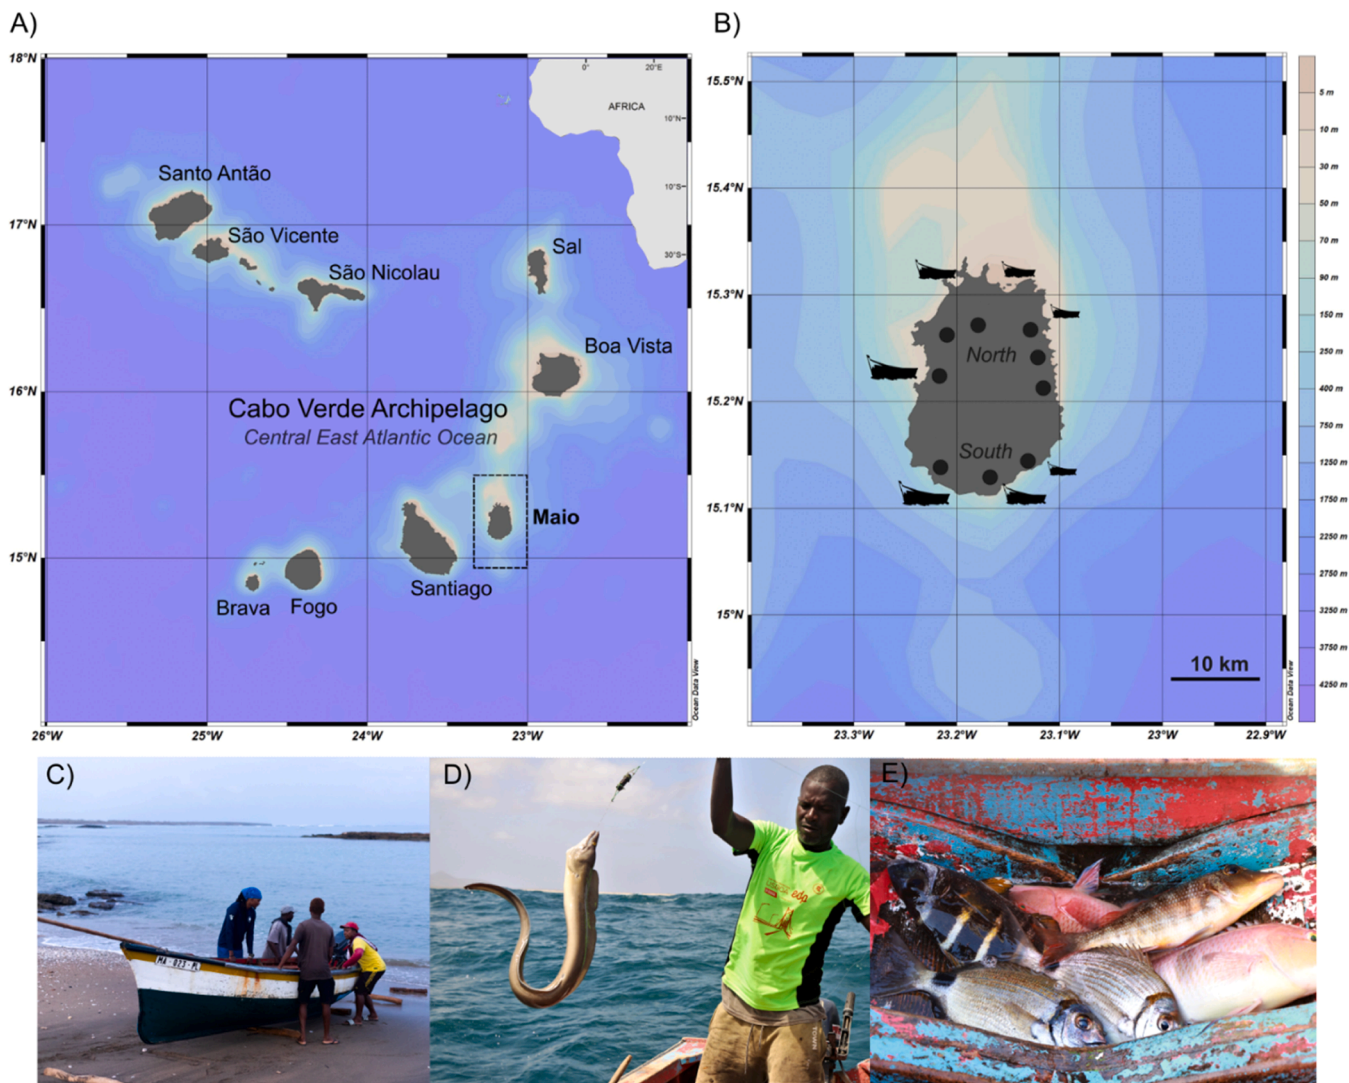 A)
18°N
17°N
16°N
15°N
26°W
25°W
24°W
23°W
0°
20°E
AFRICA
10°N
10°S
30°S
Santo Antão
São Vicente
São Nicolau
Sal
Boa Vista
Cabo Verde Archipelago
Central East Atlantic Ocean
Maio
Santiago
Brava
Fogo
Ocean Data View
B)
15.5°N
15.4°N
15.3°N
15.2°N
15.1°N
15°N
23.3°W
23.2°W
23.1°W
23°W
22.9°W
North
South
10 km
Ocean Data View
5 m
10 m
30 m
50 m
70 m
90 m
150 m
250 m
400 m
750 m
1250 m
1750 m
2250 m
2750 m
3250 m
3750 m
4250 m
C)
D)
E)